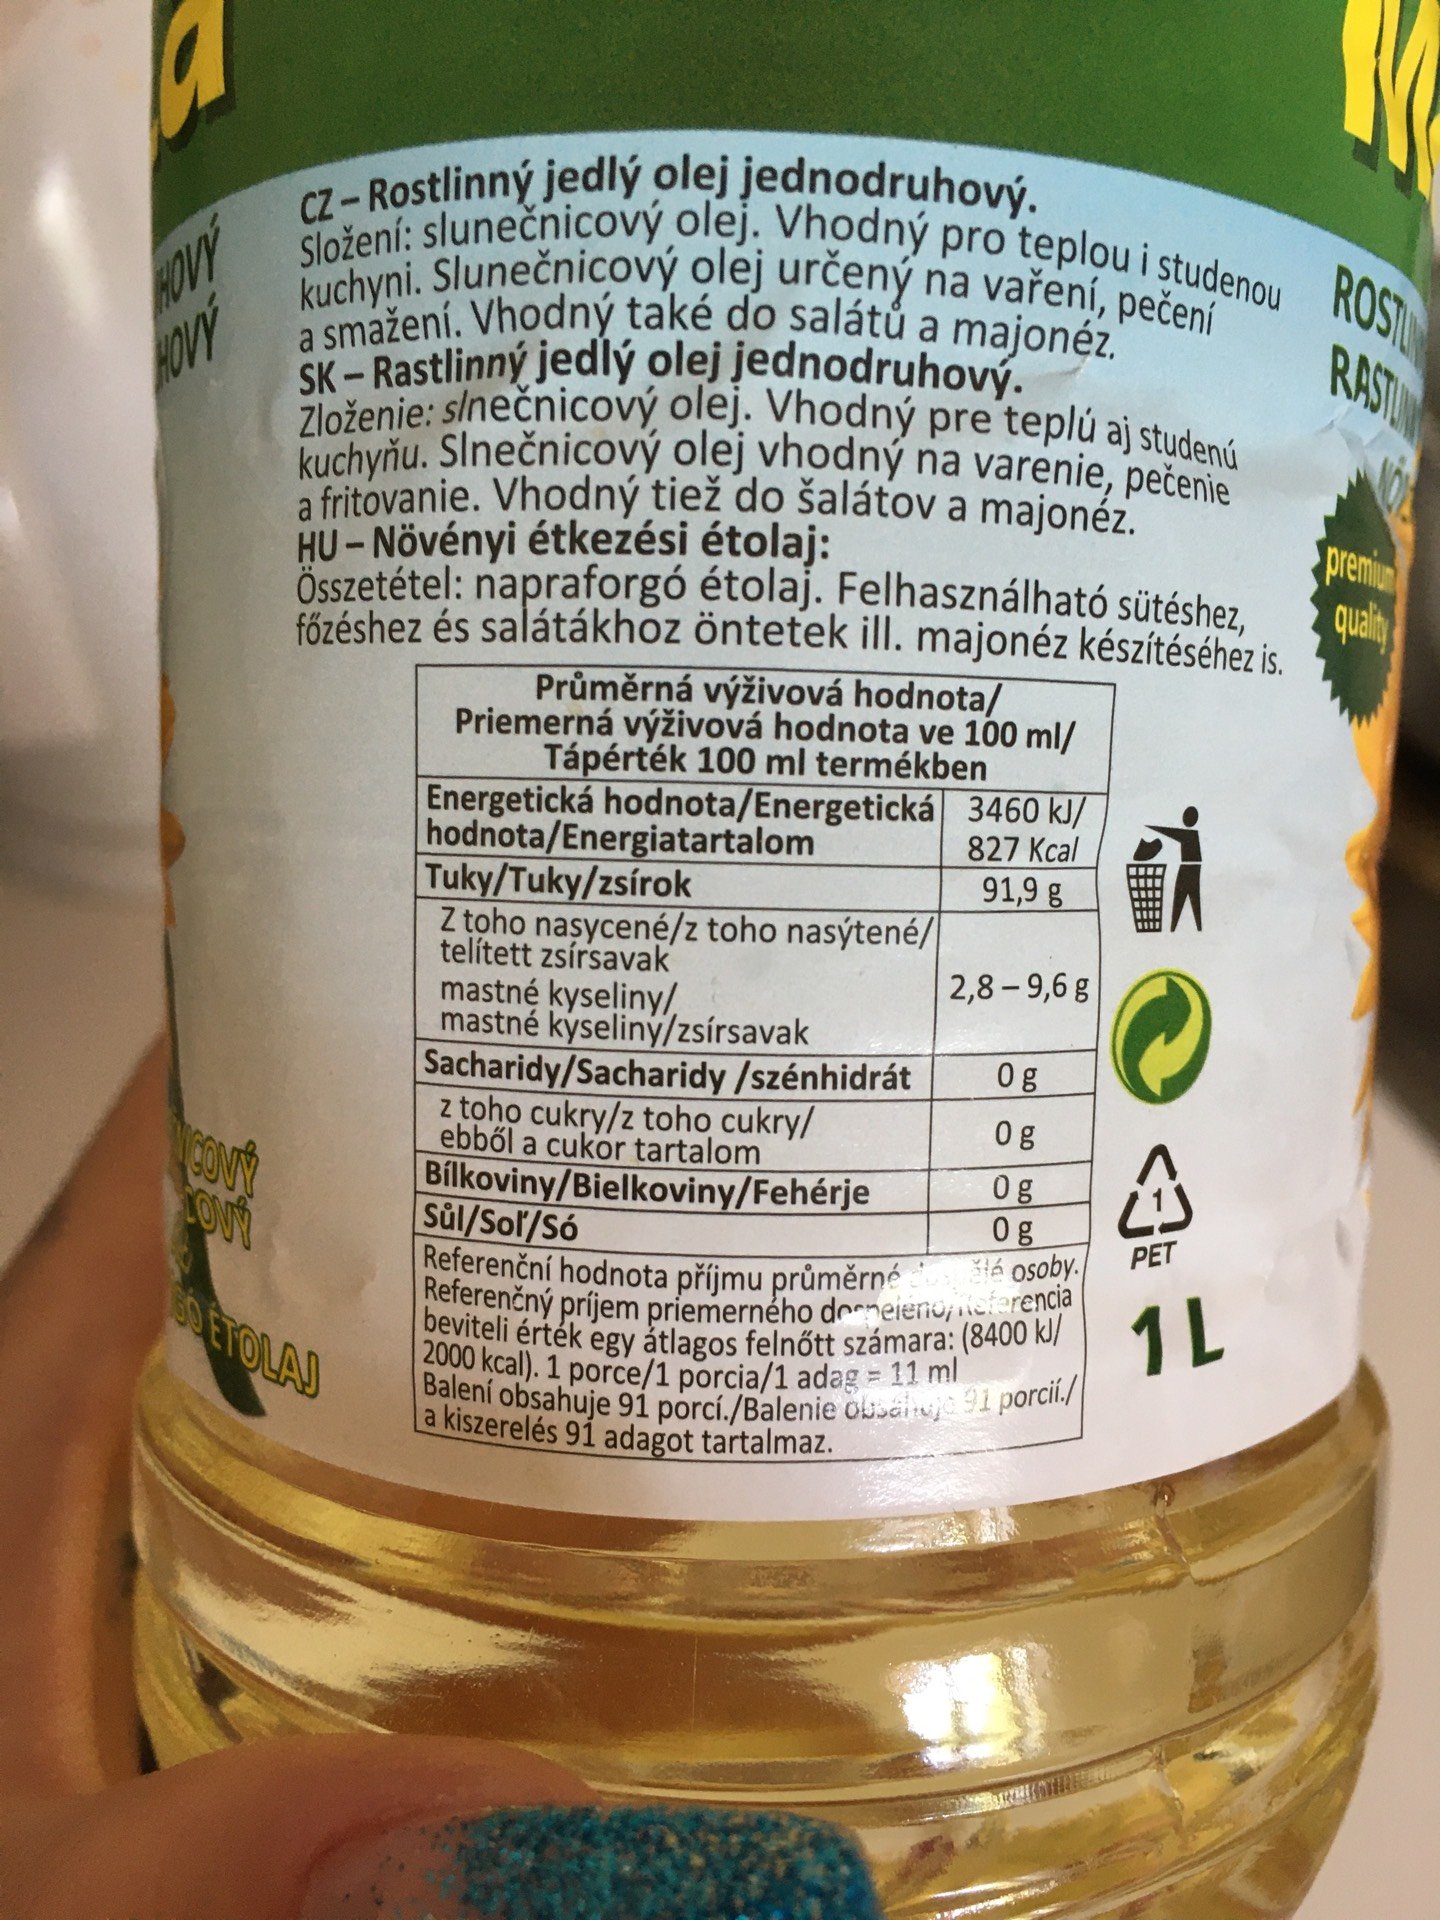 CZ – Rostlinný jedlý olej jednodruhový.
Složení: slunečnicový olej. Vhodný pro teplou i studenou
kuchyni. Slunečnicový olej určený na vaření, pečení
a smažení. Vhodný také do salátů a majonéz.
SK – Rastlinný jedlý olej jednodruhový.
Zloženie: slnečnicový olej. Vhodný pre teplú aj studenú
kuchyňu. Slnečnicový olej vhodný na varenie, pečenie
a fritovanie. Vhodný tiež do šalátov a majonéz.
HU – Növényi étkezési étolaj:
Összetétel: napraforgó étolaj. Felhasználható sütéshez,
főzéshez és salátákhoz öntetek ill. majonéz készítéséhez is.
premium
quality
Průměrná výživová hodnota/
Priemerná výživová hodnota ve 100 ml/
Tápérték 100 ml termékben
Energetická hodnota/Energetická 3460 kJ/
hodnota/Energiatartalom 827 Kcal
Tuky/Tuky/zsírok 91,9 g
Z toho nasycené/z toho nasýtené/
telített zsírsavak
mastné kyseliny/ 2,8 – 9,6 g
mastné kyseliny/zsírsavak
Sacharidy/Sacharidy /szénhidrát 0 g
z toho cukry/z toho cukry/
ebből a cukor tartalom 0 g
Bílkoviny/Bielkoviny/Fehérje 0 g
Sůl/Soľ/Só 0 g
Referenční hodnota příjmu průměrné osoby.
Referenčný príjem priemerného dospelého/Referencia
beviteli érték egy átlagos felnőtt számara: (8400 kJ/
2000 kcal). 1 porce/1 porcia/1 adag = 11 ml
Balení obsahuje 91 porcí./Balenie obsahuje 91 porcií./
a kiszerelés 91 adagot tartalmaz.
1
PET
1 L
ÉTOLAJ